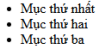 • Mục thứ nhất
• Mục thứ hai
• Mục thứ ba